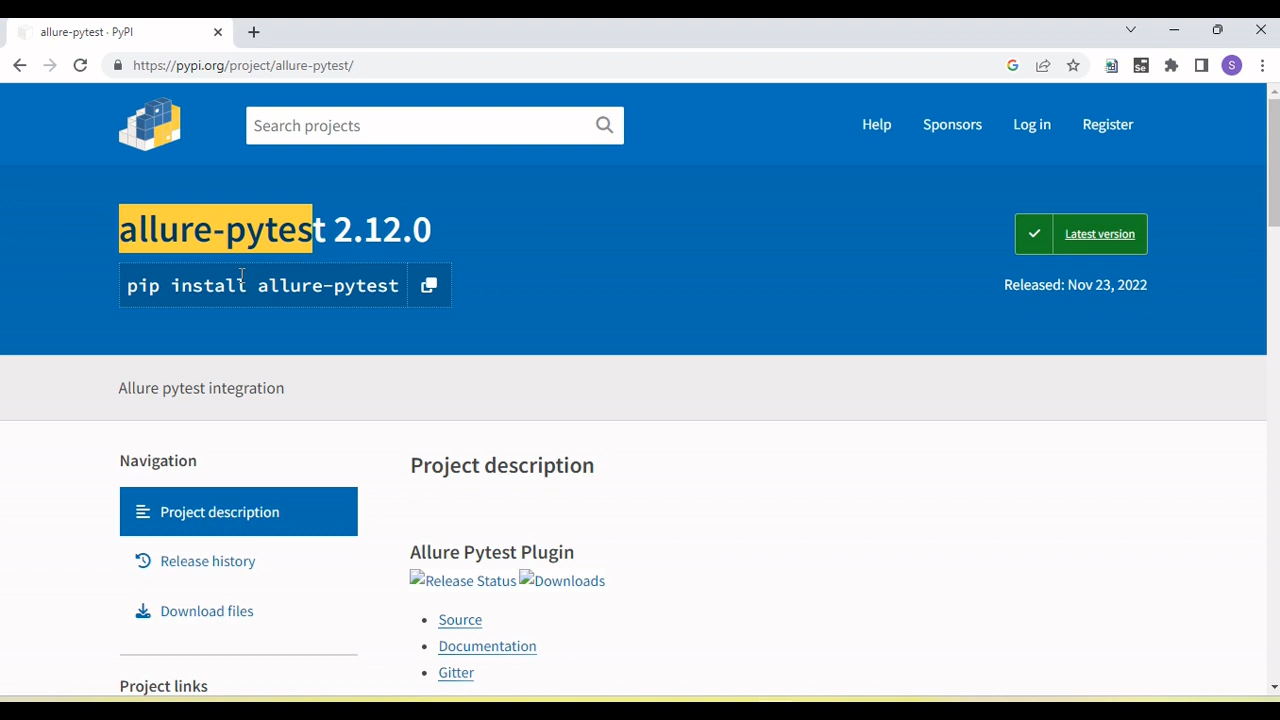 allure-pytest · PyPI
https://pypi.org/project/allure-pytest/
Se
S
Search projects
Help
Sponsors
Log in
Register
allure-pytest 2.12.0
Latest version
pip install allure-pytest
Released: Nov 23, 2022
Allure pytest integration
Navigation
Project description
Project description
Allure Pytest Plugin
Release history
Release Status Downloads
Download files
Source
Documentation
Gitter
Project links